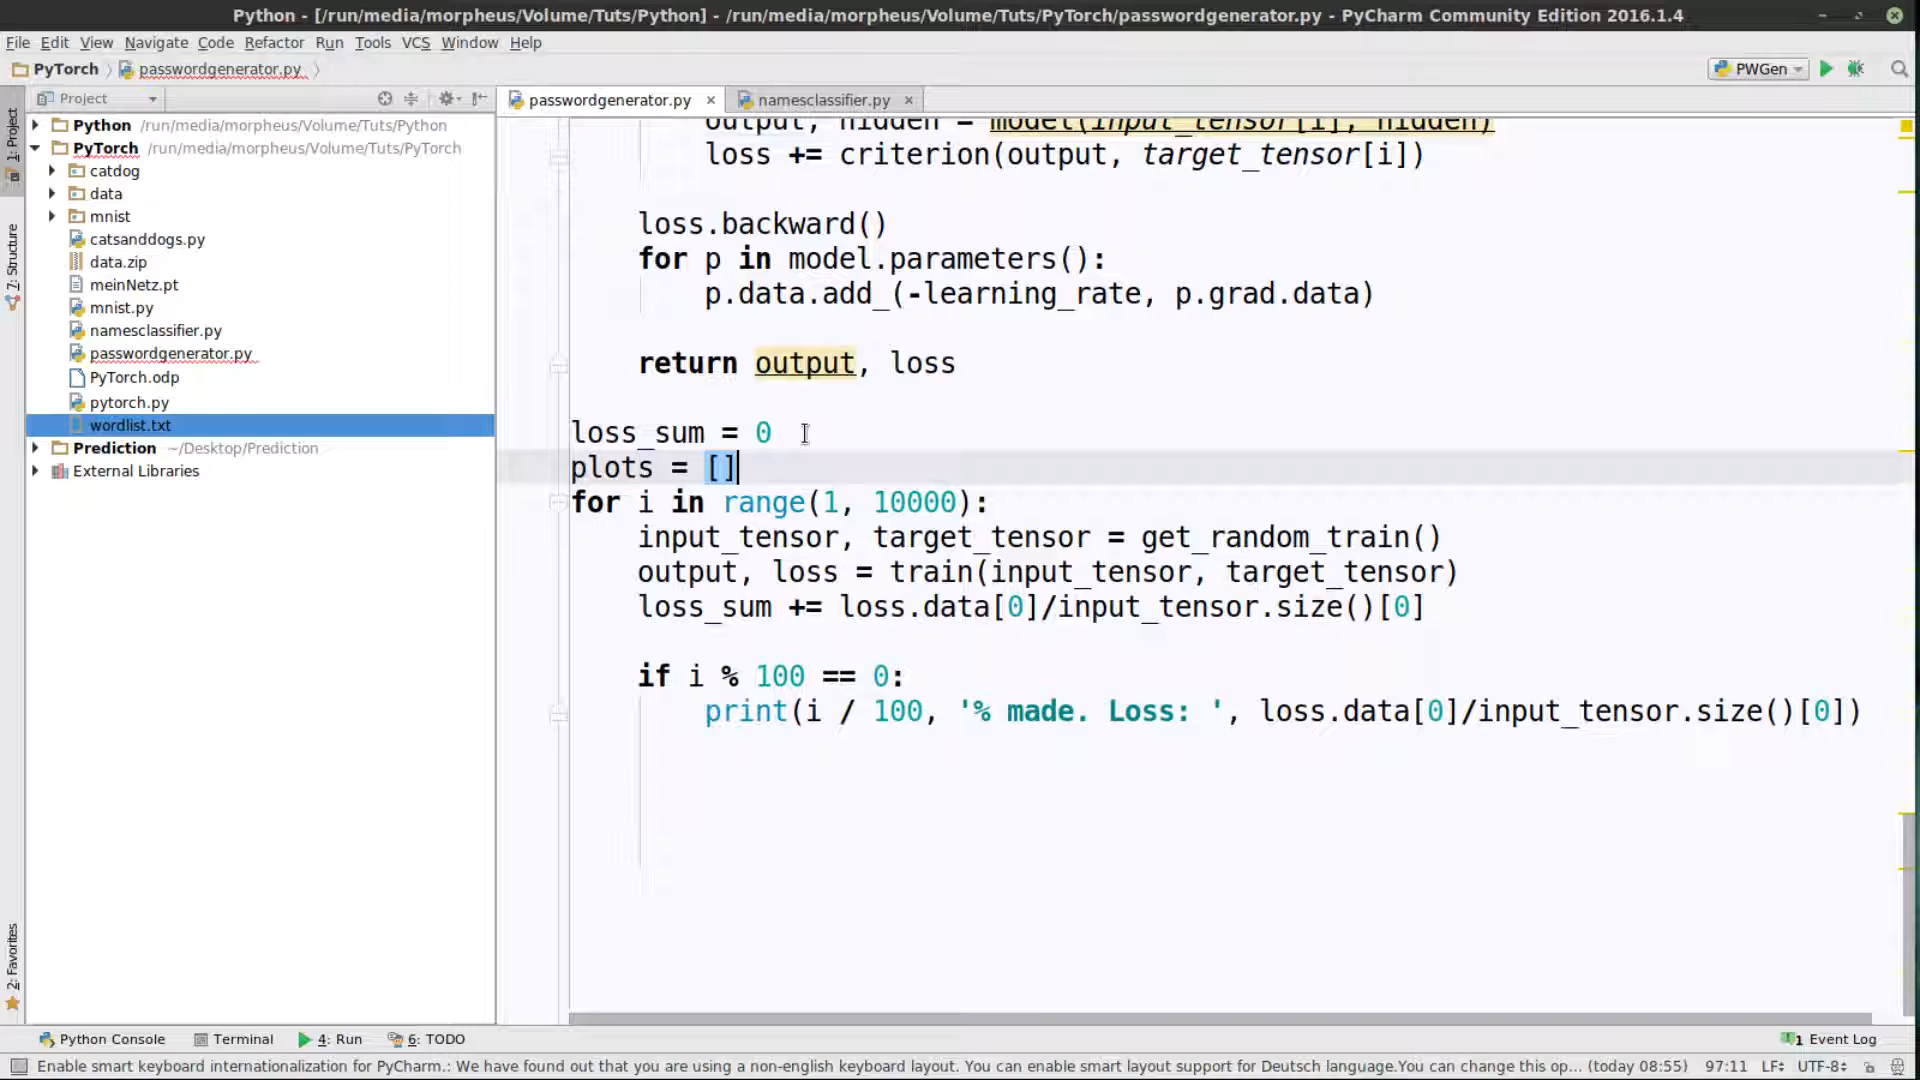 Python - [/run/media/morpheus/Volume/Tuts/Python] - /run/media/morpheus/Volume/Tuts/PyTorch/passwordgenerator.py - PyCharm Community Edition 2016.1.4
File Edit View Navigate Code Refactor Run Tools VCS Window Help
PyTorch passwordgenerator.py PWGen
Project
passwordgenerator.py × namesclassifier.py ×
1: Project
7: Structure
2: Favorites
Python /run/media/morpheus/Volume/Tuts/Python
PyTorch /run/media/morpheus/Volume/Tuts/PyTorch
catdog
data
mnist
catsanddogs.py
data.zip
meinNetz.pt
mnist.py
namesclassifier.py
passwordgenerator.py
PyTorch.odp
pytorch.py
wordlist.txt
Prediction ~/Desktop/Prediction
External Libraries
output, hidden = model(input_tensor[i], hidden)
loss += criterion(output, target_tensor[i])
loss.backward()
for p in model.parameters():
p.data.add_(-learning_rate, p.grad.data)
return output, loss
loss_sum = 0
plots = []
for i in range(1, 10000):
input_tensor, target_tensor = get_random_train()
output, loss = train(input_tensor, target_tensor)
loss_sum += loss.data[0]/input_tensor.size()[0]
if i % 100 == 0:
print(i / 100, '% made. Loss: ', loss.data[0]/input_tensor.size()[0])
Python Console Terminal 4: Run 6: TODO 1 Event Log
Enable smart keyboard internationalization for PyCharm.: We have found out that you are using a non-english keyboard layout. You can enable smart layout support for Deutsch language.You can change this op... (today 08:55) 97:11 LF UTF-8